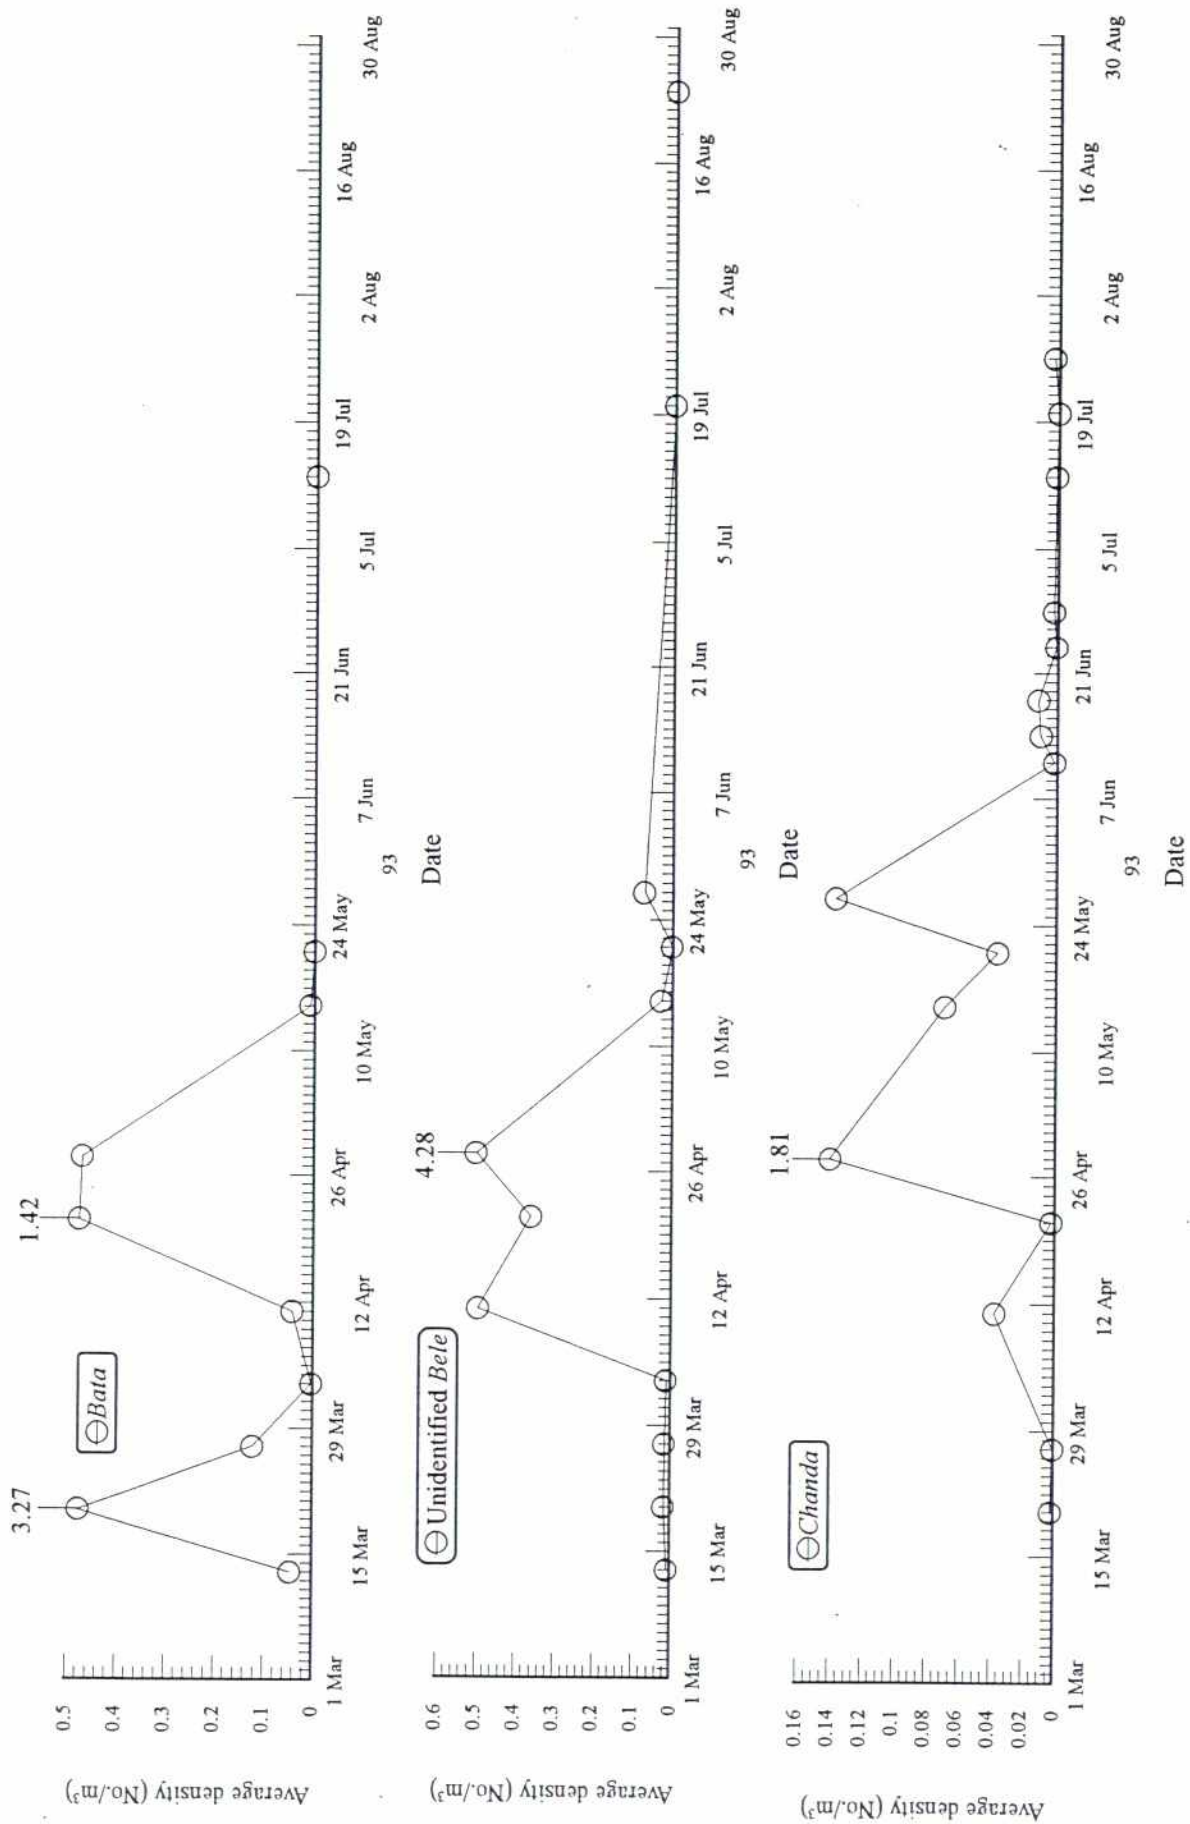 3.27
1.42
Bata
0.5
0.4
0.3
0.2
0.1
0
Average density (No./m³)
1 Mar
15 Mar
29 Mar
12 Apr
26 Apr
10 May
24 May
7 Jun
21 Jun
5 Jul
19 Jul
2 Aug
16 Aug
30 Aug
93
Date
4.28
Unidentified Bele
0.6
0.5
0.4
0.3
0.2
0.1
0
Average density (No./m³)
1 Mar
15 Mar
29 Mar
12 Apr
26 Apr
10 May
24 May
7 Jun
21 Jun
5 Jul
19 Jul
2 Aug
16 Aug
30 Aug
93
Date
1.81
Chanda
0.16
0.14
0.12
0.1
0.08
0.06
0.04
0.02
0
Average density (No./m³)
1 Mar
15 Mar
29 Mar
12 Apr
26 Apr
10 May
24 May
7 Jun
21 Jun
5 Jul
19 Jul
2 Aug
16 Aug
30 Aug
93
Date